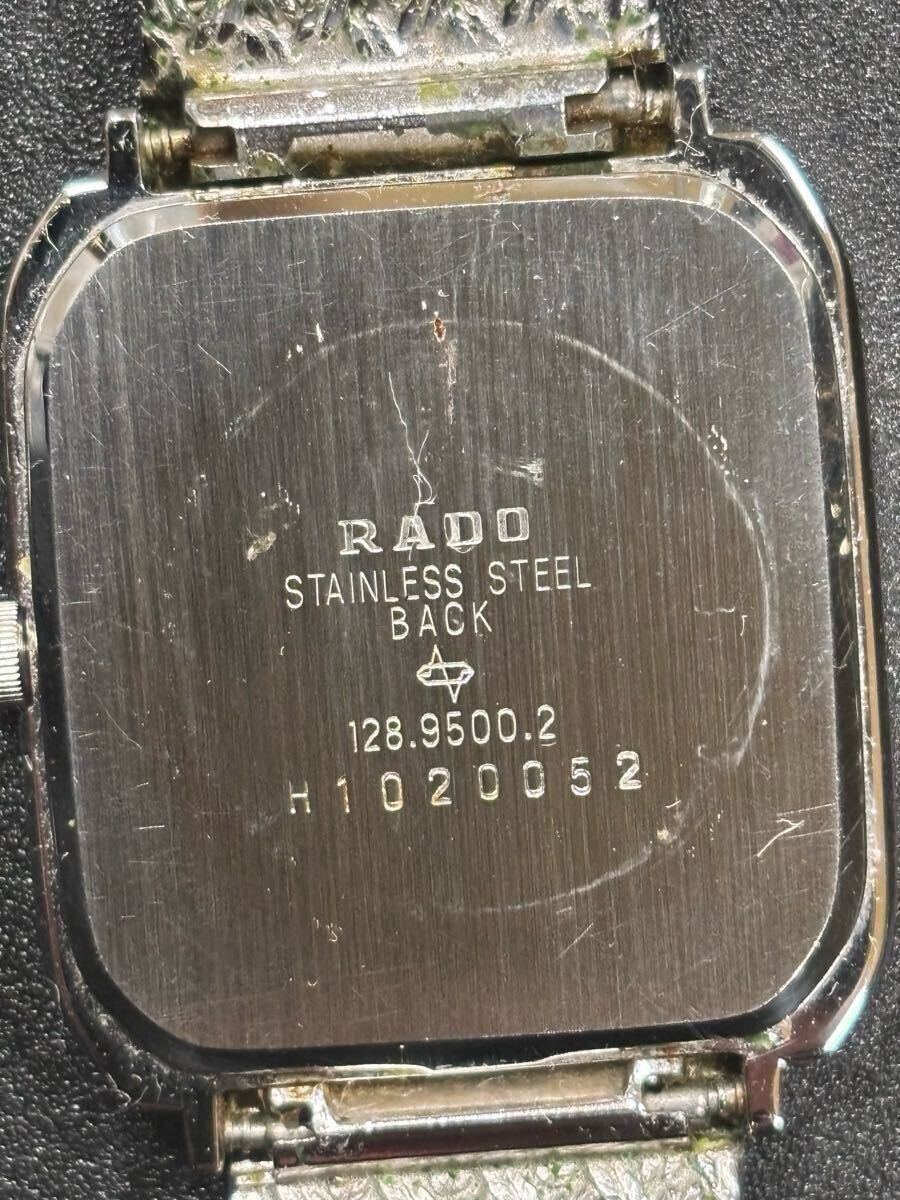 RADO
STAINLESS STEEL
BACK
128.9500.2
H1020052